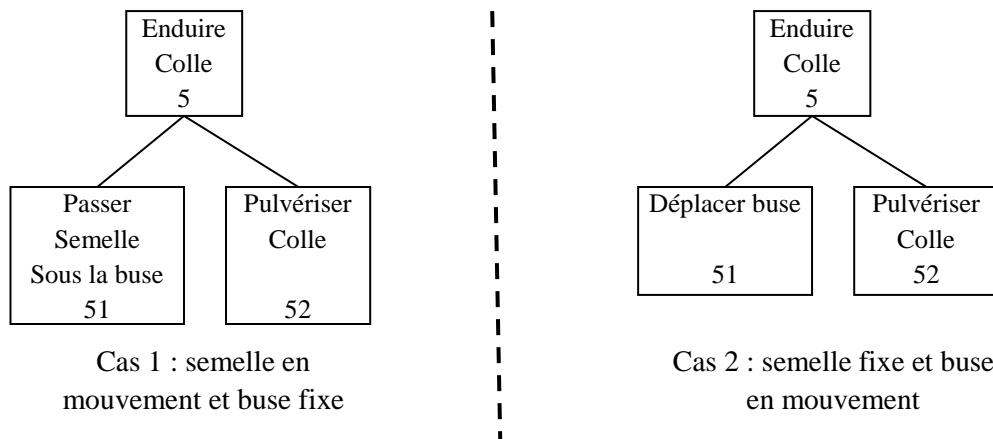 Enduire
Colle
5
Passer
Semelle
Sous la buse
51
Pulvériser
Colle
52
Cas 1 : semelle en
mouvement et buse fixe
Enduire
Colle
5
Déplacer buse
51
Pulvériser
Colle
52
Cas 2 : semelle fixe et buse
en mouvement